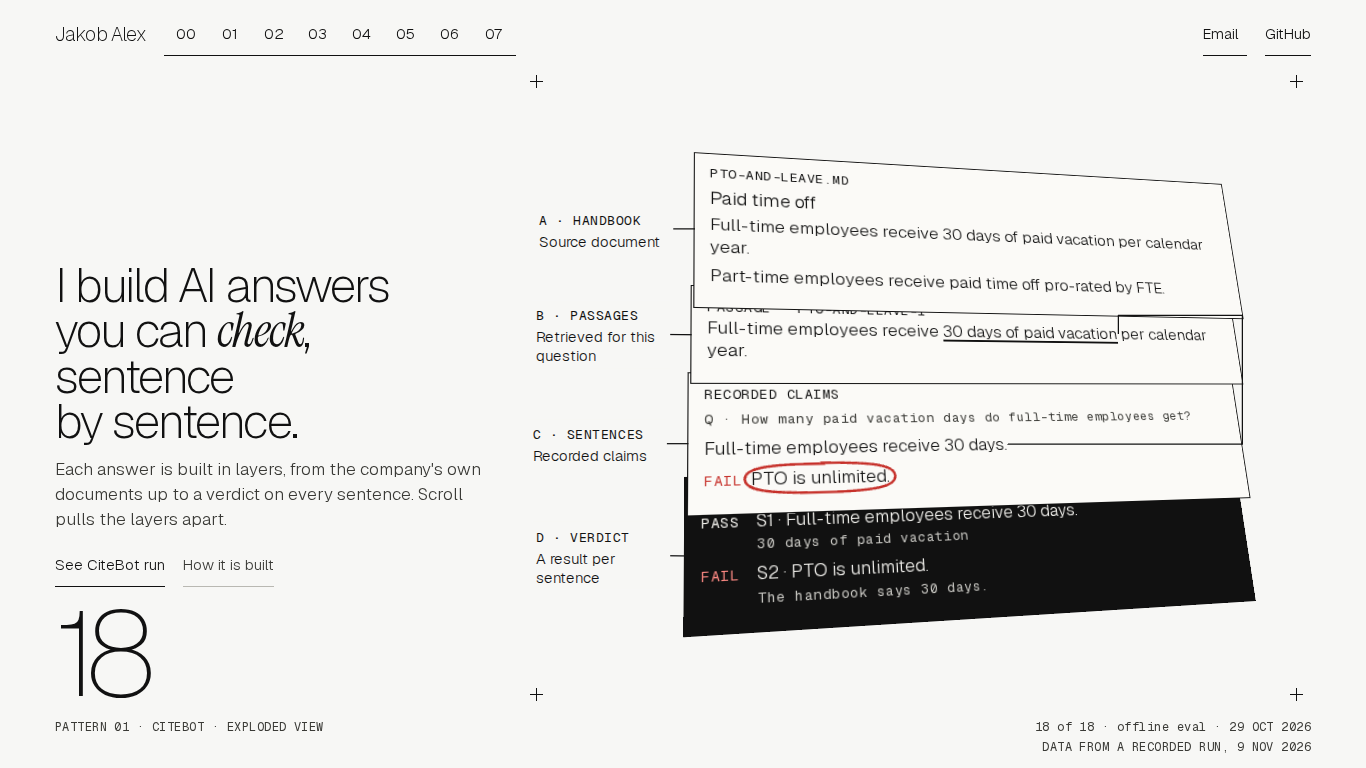 Jakob Alex 00 01 02 03 04 05 06 07 Email GitHub
I build AI answers
you can check,
sentence
by sentence.
Each answer is built in layers, from the company's own
documents up to a verdict on every sentence. Scroll
pulls the layers apart.
See CiteBot run How it is built
18
PATTERN 01 · CITEBOT · EXPLODED VIEW
A · HANDBOOK
Source document
B · PASSAGES
Retrieved for this
question
C · SENTENCES
Recorded claims
D · VERDICT
A result per
sentence
PTO-AND-LEAVE.MD
Paid time off
Full-time employees receive 30 days of paid vacation per calendar
year.
Part-time employees receive paid time off pro-rated by FTE.
Full-time employees receive 30 days of paid vacation per calendar
year.
RECORDED CLAIMS
Q · How many paid vacation days do full-time employees get?
Full-time employees receive 30 days.
FAIL PTO is unlimited.
PASS S1 · Full-time employees receive 30 days.
30 days of paid vacation
FAIL S2 · PTO is unlimited.
The handbook says 30 days.
18 of 18 · offline eval · 29 OCT 2026
DATA FROM A RECORDED RUN, 9 NOV 2026